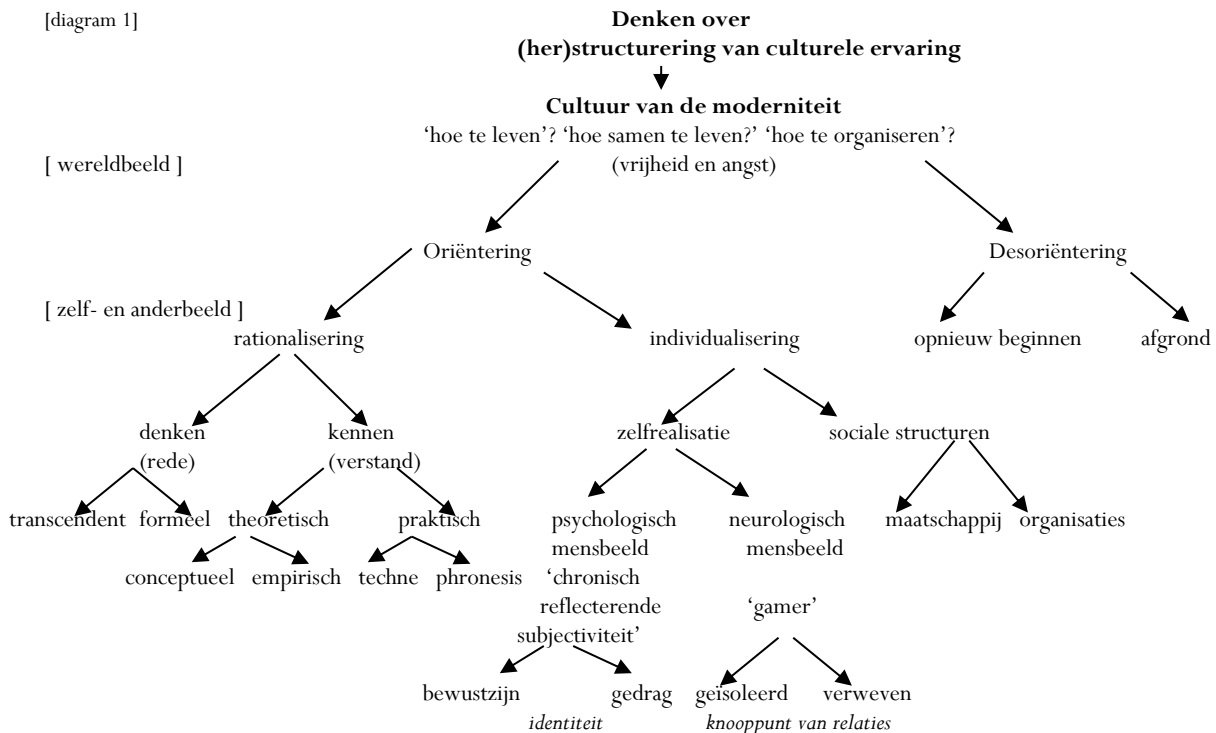 [diagram 1]
Denken over
(her)structurering van culturele ervaring
Cultuur van de moderniteit
‘hoe te leven’? ‘hoe samen te leven?’ ‘hoe te organiseren’?
[ wereldbeeld ]
(vrijheid en angst)
Oriëntering
Desoriëntering
[ zelf- en anderbeeld ]
rationalisering
individualisering
opnieuw beginnen
afgrond
denken
(rede)
kennen
(verstand)
zelfrealisatie
sociale structuren
transcendent
formeel
theoretisch
praktisch
psychologisch
mensbeeld
neurologisch
mensbeeld
maatschappij
organisaties
conceptueel
empirisch
techne
phronesis
‘chronisch
reflecterende
subjectiviteit’
‘gamer’
bewustzijn
gedrag
geïsoleerd
verweven
identiteit
knooppunt van relaties